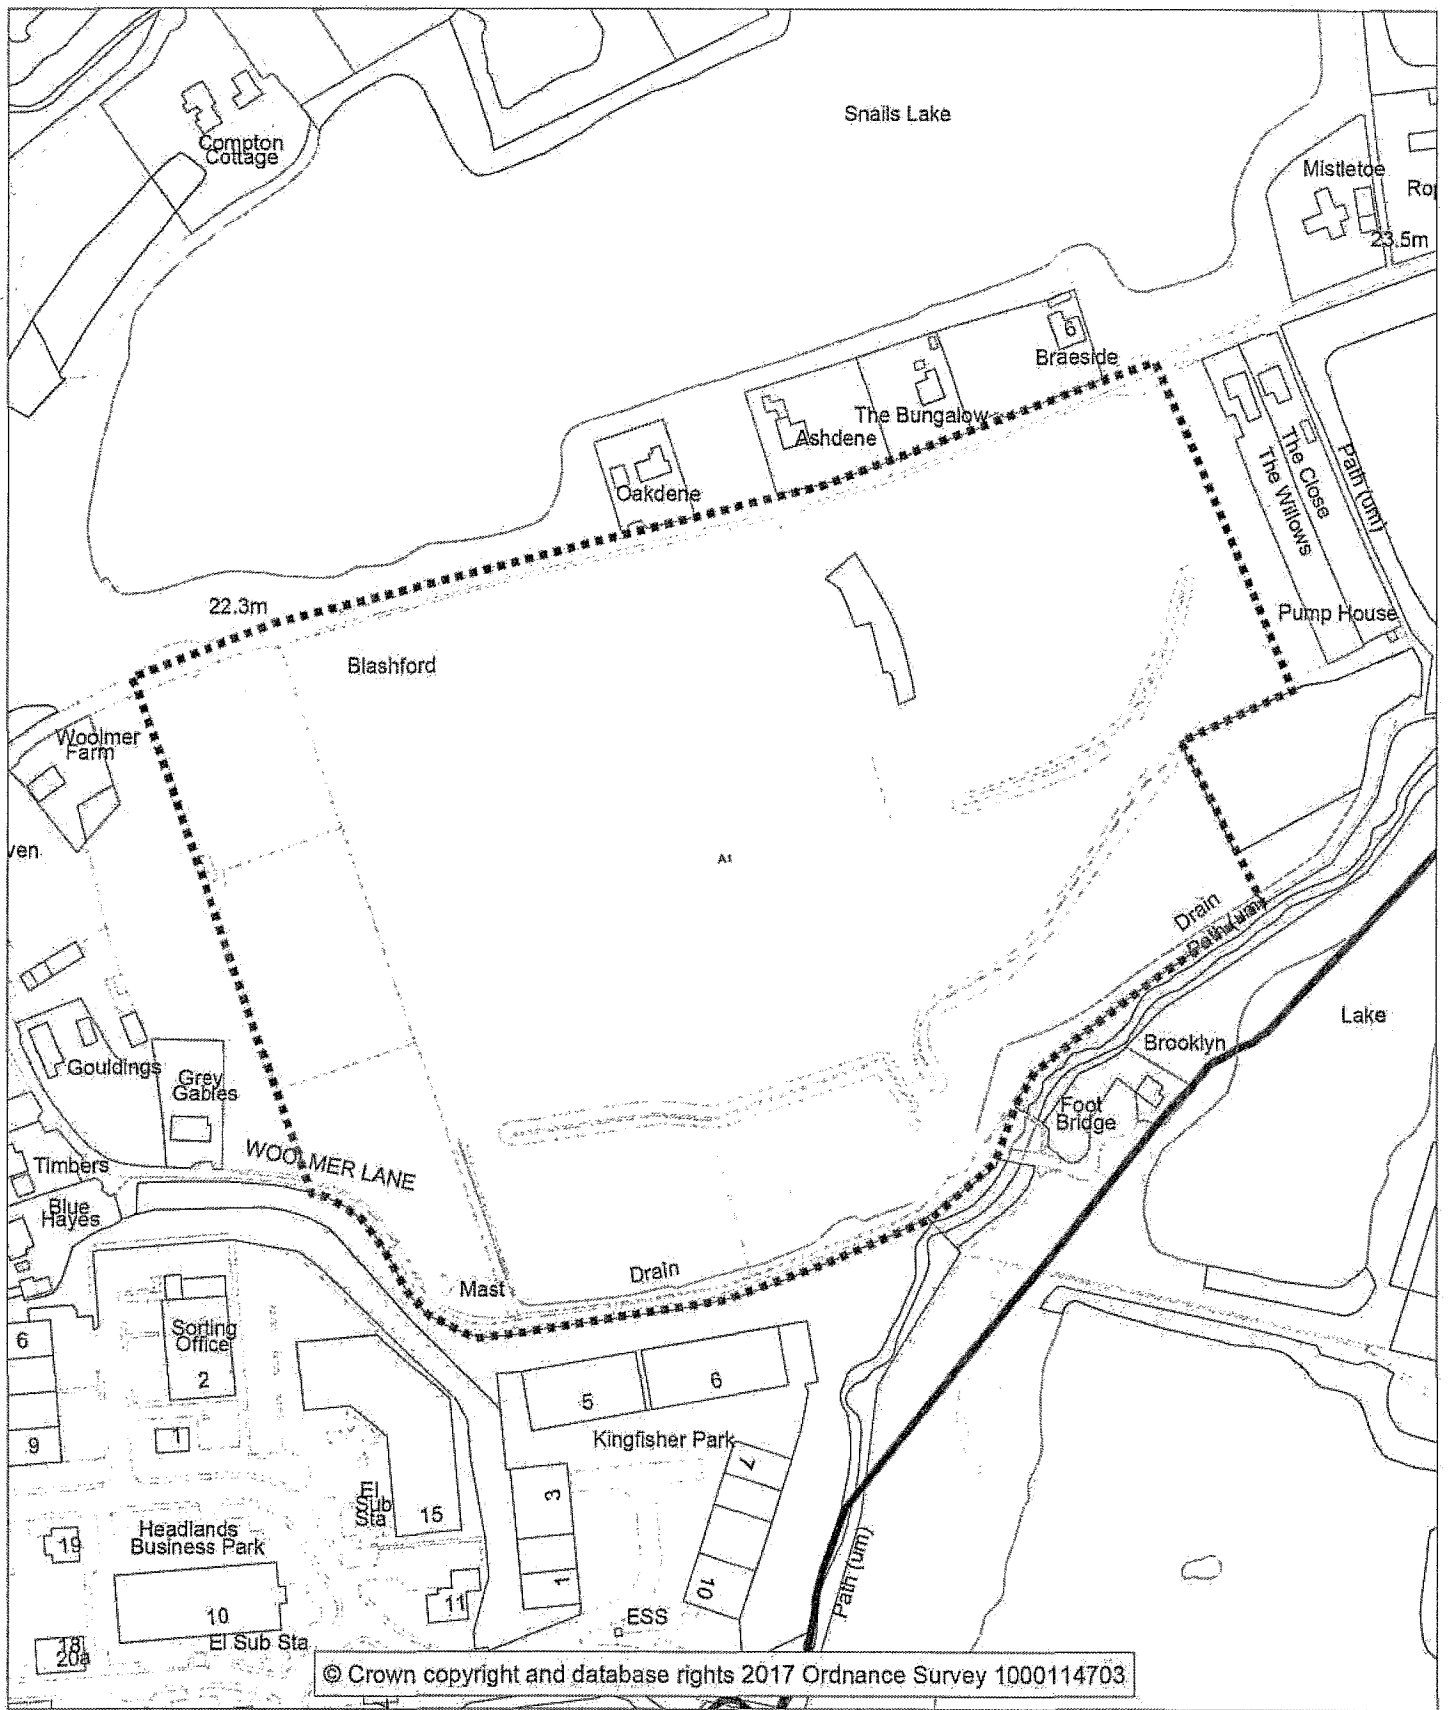 Snails Lake
Compton
Cottage
Mistletoe
23.5m
6
Braeside
The Bungalow
Ashdene
Oakdene
The Close
The Willows
Path (um)
22.3m
Pump House
Blashford
Woolmer
Farm
A1
Drain
Path (um)
Lake
Brooklyn
Gouldings
Grey
Gables
Foot
Bridge
WOOLMER LANE
Timbers
Blue
Hayes
Drain
Mast
Sorting
Office
6
2
5
6
9
1
Kingfisher Park
7
El
Sub
Sta
3
15
Headlands
Business Park
19
1
10
11
10
ESS
Path (um)
18
20a
El Sub Sta
© Crown copyright and database rights 2017 Ordnance Survey 1000114703